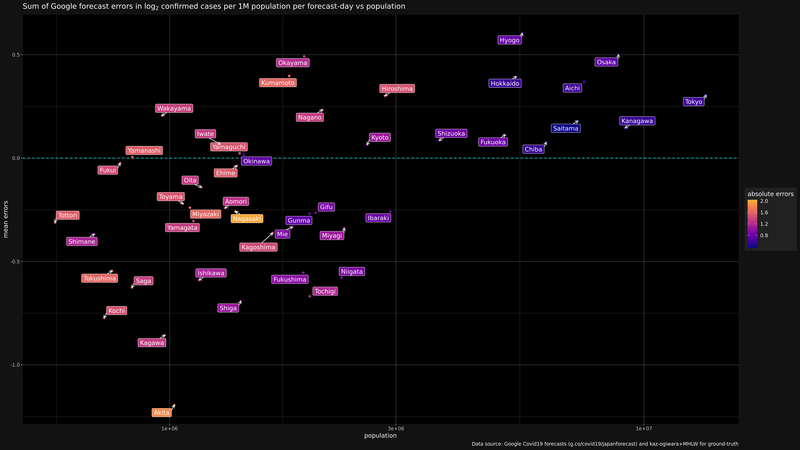 Sum of Google forecast errors in log₂ confirmed cases per 1M population per forecast-day vs population
Hyogo
Okayama
Osaka
Kumamoto
Hokkaido
Aichi
Hiroshima
Tokyo
Wakayama
Nagano
Kanagawa
Saitama
Iwate
Shizuoka
Kyoto
Fukuoka
Yamaguchi
Yamanashi
Chiba
Okinawa
Fukui
Ehime
Oita
Toyama
Aomori
Gifu
Tottori
Miyazaki
Nagasaki
Gunma
Ibaraki
Yamagata
Mie
Miyagi
Shimane
Kagoshima
Ishikawa
Niigata
Tokushima
Saga
Fukushima
Tochigi
Kochi
Shiga
Kagawa
Akita
0.5
0.0
-0.5
-1.0
mean errors
1e+06
3e+06
1e+07
population
absolute errors
2.0
1.6
1.2
0.8
Data source: Google Covid19 forecasts (g.co/covid19/japanforecast) and kaz-ogiwara+MHLW for ground-truth